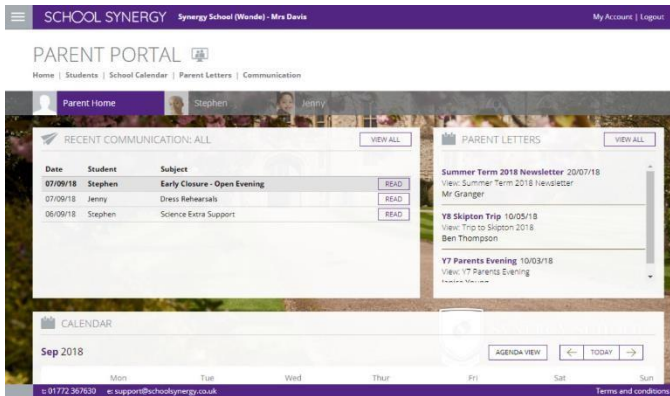 SCHOOL SYNERGY Synergy School (Wonde) - Mrs Davis My Account | Logout
PARENT PORTAL
Home | Students | School Calendar | Parent Letters | Communication
Parent Home Stephen Jenny
RECENT COMMUNICATION: ALL VIEW ALL
Date Student Subject
07/09/18 Stephen Early Closure - Open Evening READ
07/09/18 Jenny Dress Rehearsals READ
06/09/18 Stephen Science Extra Support READ
PARENT LETTERS VIEW ALL
Summer Term 2018 Newsletter 20/07/18
View: Summer Term 2018 Newsletter
Mr Granger
Y8 Skipton Trip 10/05/18
View: Trip to Skipton 2018
Ben Thompson
Y7 Parents Evening 10/03/18
View: Y7 Parents Evening
CALENDAR
Sep 2018 AGENDA VIEW TODAY
Mon Tue Wed Thur Fri Sat Sun
t: 01772 367630 e: support@schoolsynergy.co.uk Terms and conditions